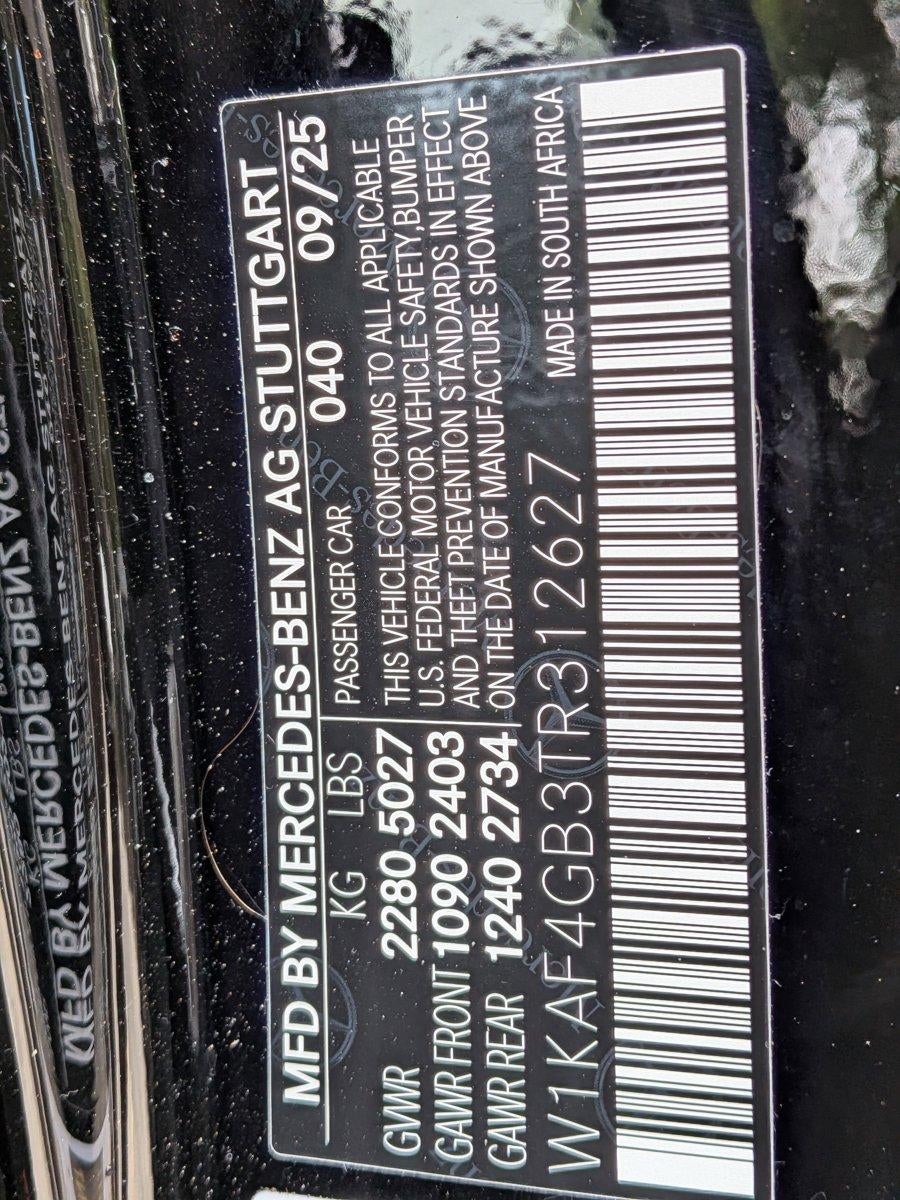 MFD BY MERCEDES-BENZ AG STUTTGART
KG LBS PASSENGER CAR 040 09/25
GVWR 2280 5027 THIS VEHICLE CONFORMS TO ALL APPLICABLE
GAWR FRONT 1090 2403 U.S. FEDERAL MOTOR VEHICLE SAFETY,BUMPER
GAWR REAR 1240 2734 AND THEFT PREVENTION STANDARDS IN EFFECT
ON THE DATE OF MANUFACTURE SHOWN ABOVE
W1KAF4GB3TR312627 MADE IN SOUTH AFRICA